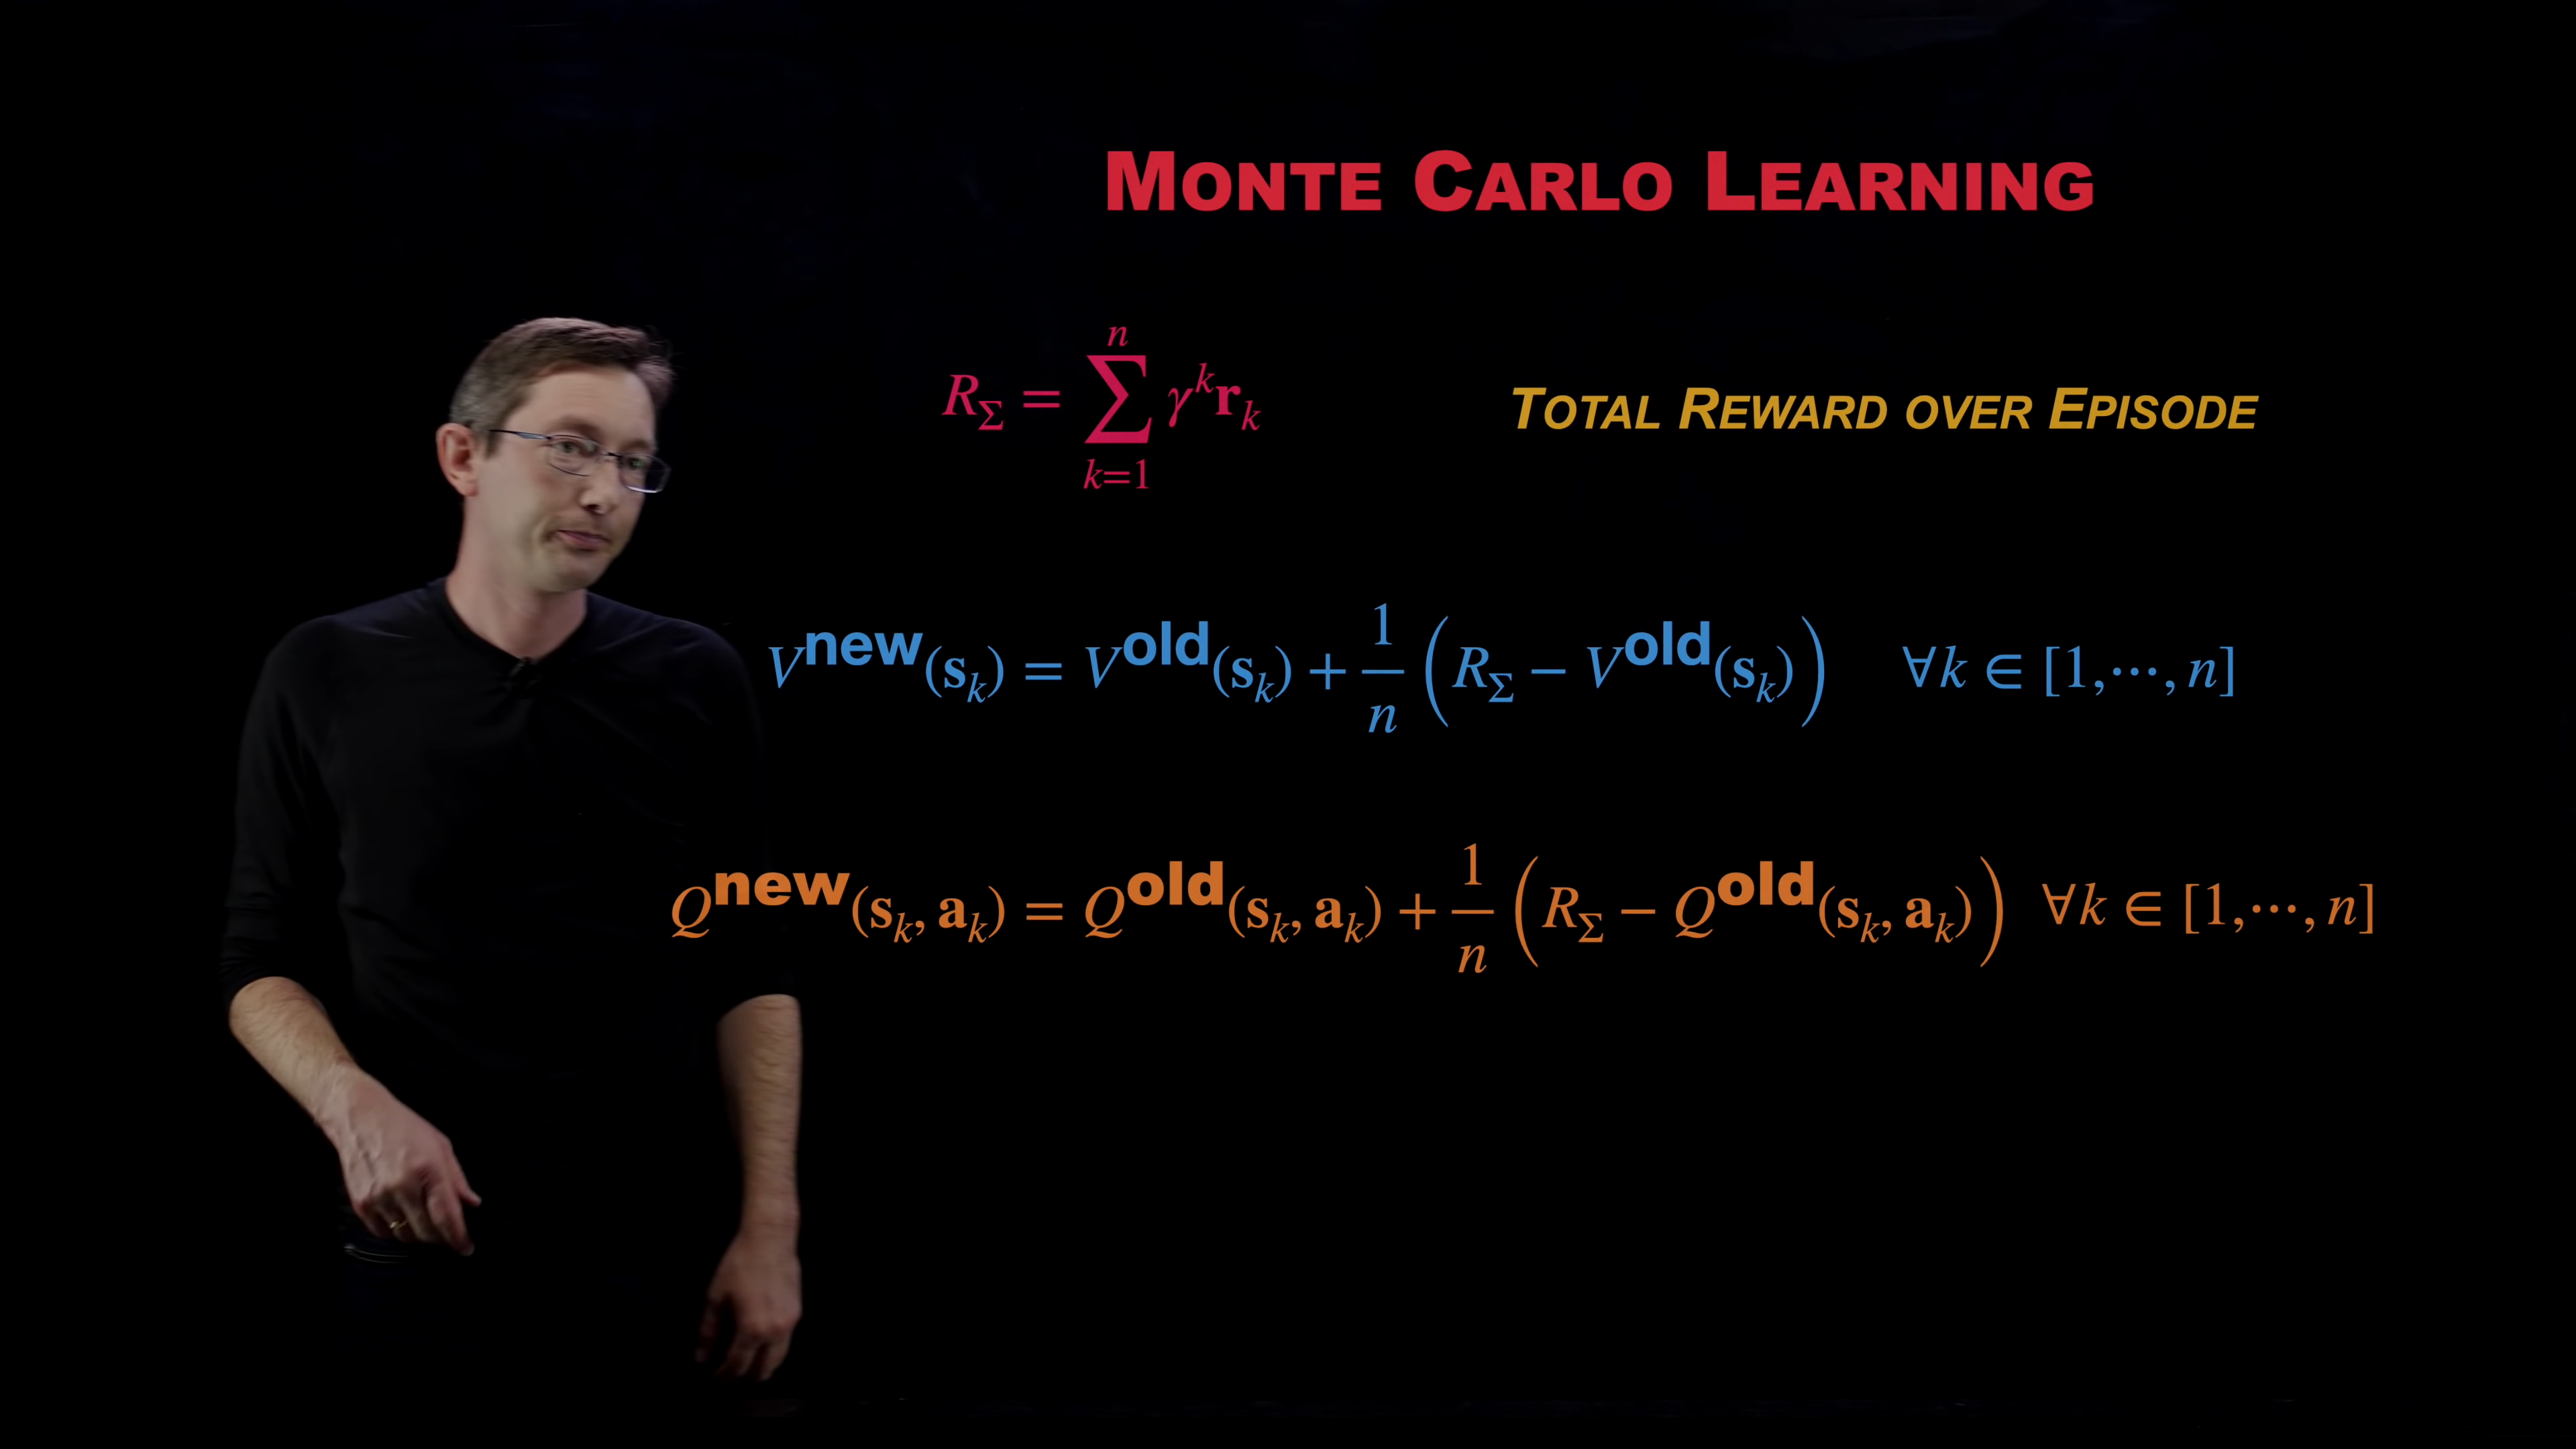 MONTE CARLO LEARNING
R_Σ = ∑_{k=1}^{n} γ^k r_k TOTAL REWARD OVER EPISODE
V^new(s_k) = V^old(s_k) + 1/n (R_Σ − V^old(s_k)) ∀k ∈ [1,⋯, n]
Q^new(s_k, a_k) = Q^old(s_k, a_k) + 1/n (R_Σ − Q^old(s_k, a_k)) ∀k ∈ [1,⋯, n]